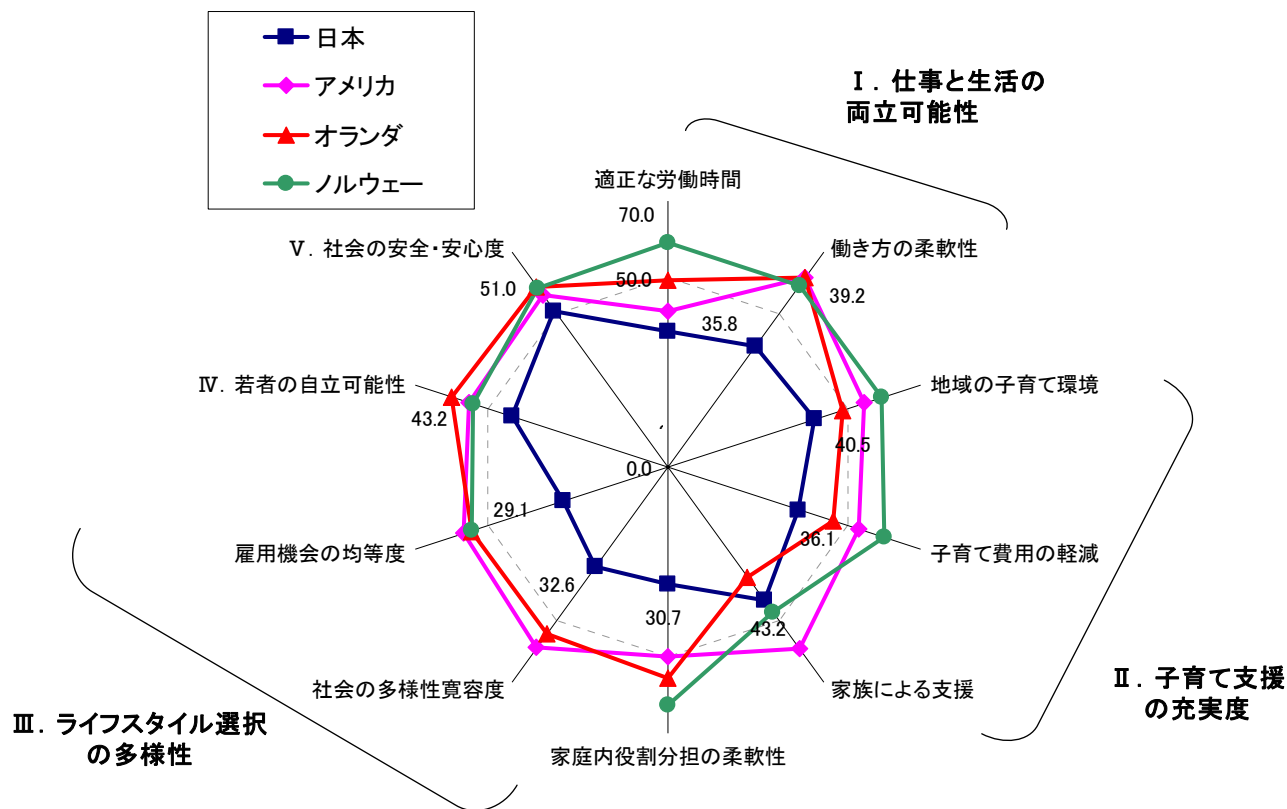 日本
アメリカ
オランダ
ノルウェー
Ⅰ．仕事と生活の
両立可能性
適正な労働時間
70.0
Ⅴ．社会の安全・安心度
働き方の柔軟性
51.0
50.0
39.2
35.8
Ⅳ．若者の自立可能性
地域の子育て環境
43.2
40.5
0.0
29.1
雇用機会の均等度
36.1
子育て費用の軽減
32.6
30.7
43.2
社会の多様性寛容度
家族による支援
Ⅱ．子育て支援
の充実度
Ⅲ．ライフスタイル選択
の多様性
家庭内役割分担の柔軟性